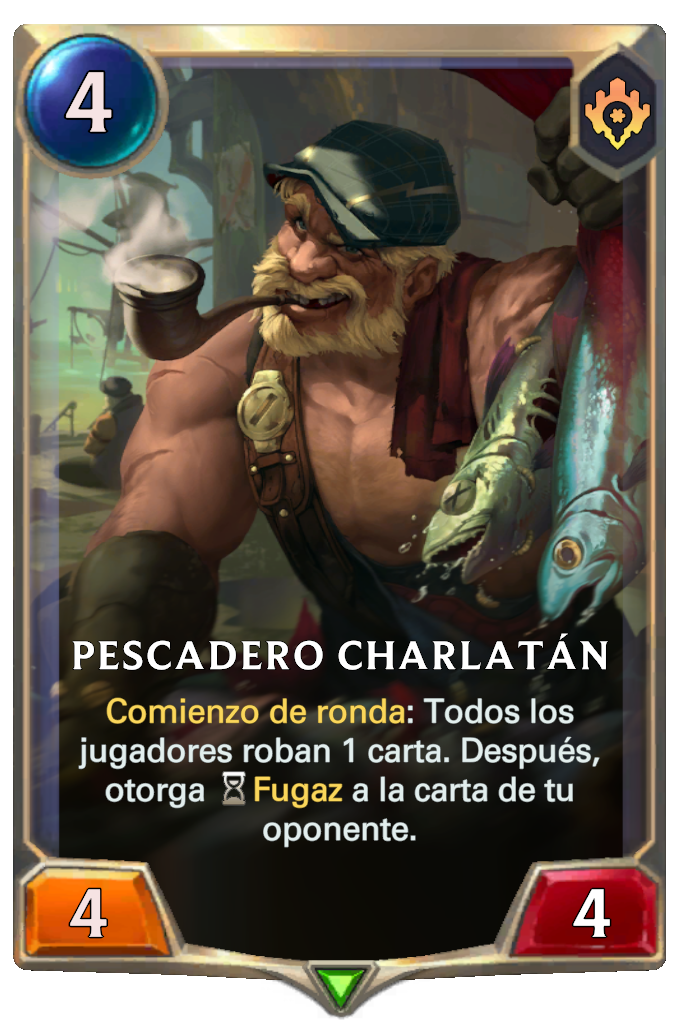 4
PESCADERO CHARLATÁN
Comienzo de ronda: Todos los
jugadores roban 1 carta. Después,
otorga Fugaz a la carta de tu
oponente.
4
4